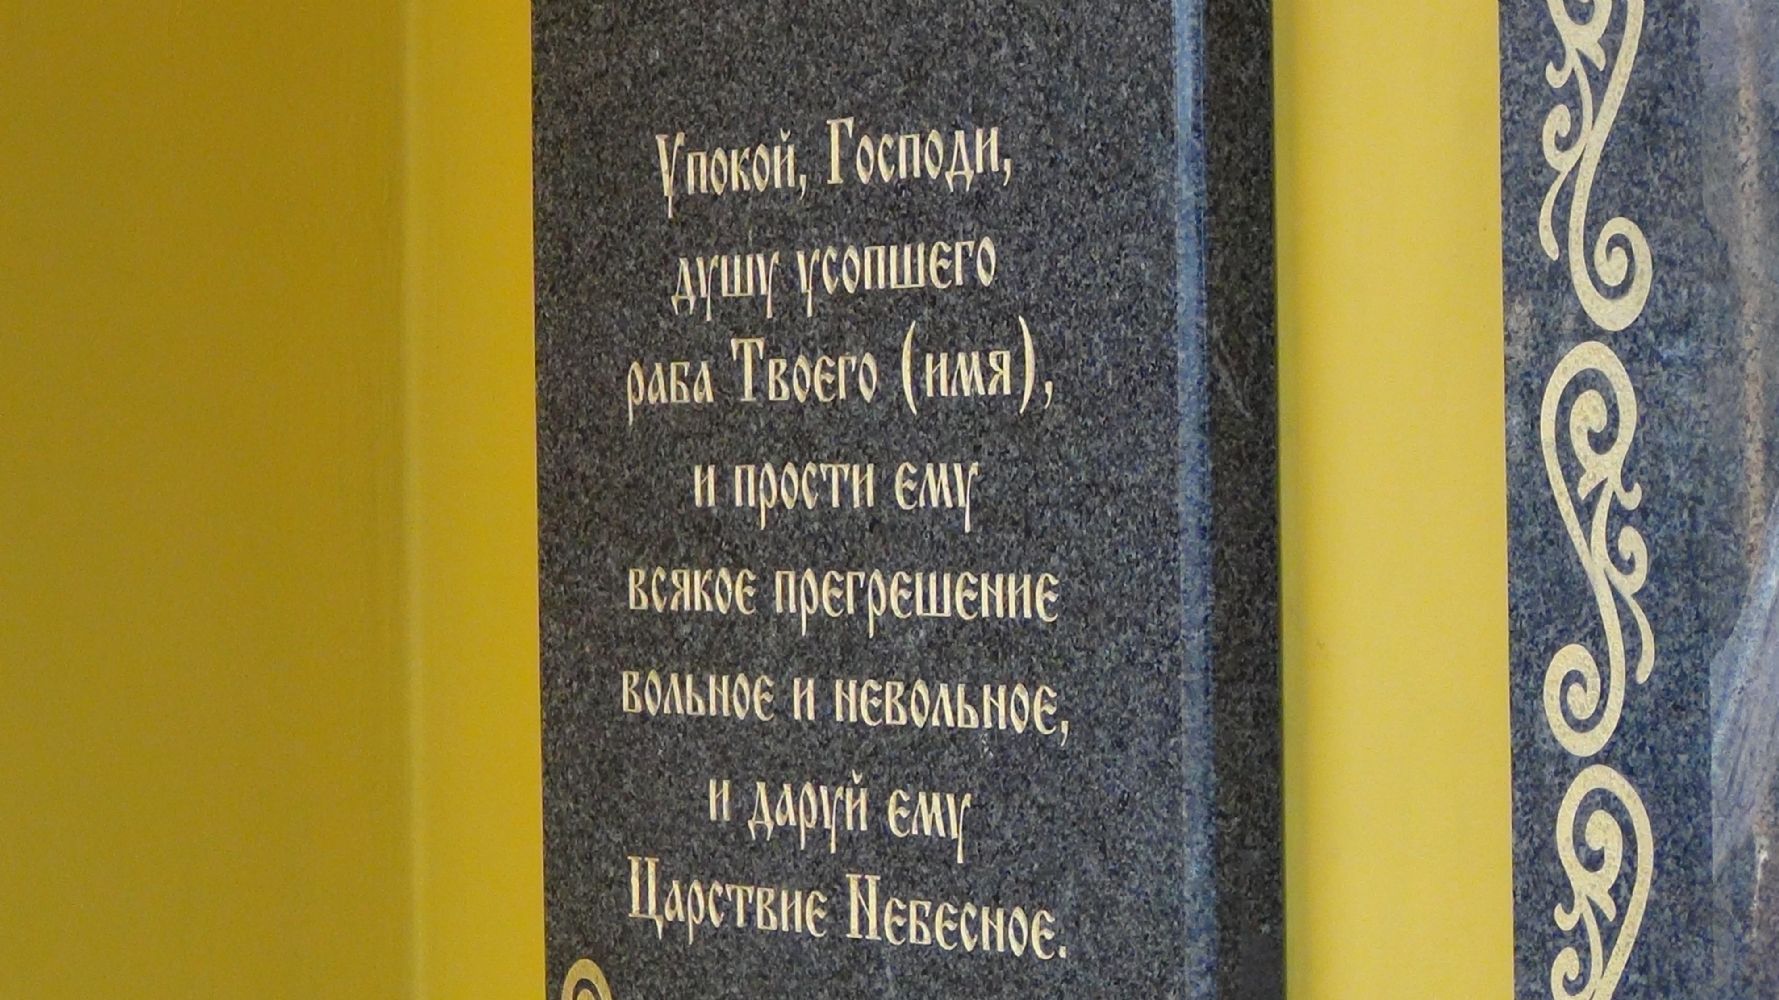 Упокой, Господи,
душу усопшего
раба Твоего (имя),
и прости ему
всякое прегрешение
вольное и невольное,
и даруй ему
Царствие Небесное.